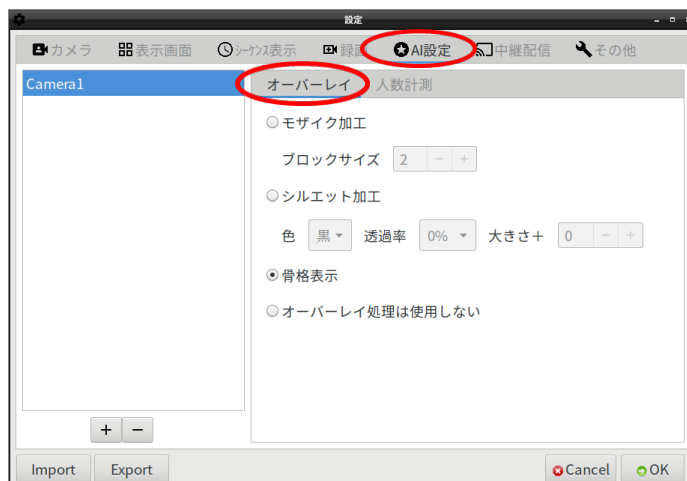 設定
カメラ 表示画面 シーケンス表示 録画 AI設定 中継配信 その他
Camera1
オーバーレイ 人数計測
モザイク加工
ブロックサイズ 2 − +
シルエット加工
色 黒 透過率 0% 大きさ＋ 0 − +
骨格表示
オーバーレイ処理は使用しない
+ −
Import Export Cancel OK